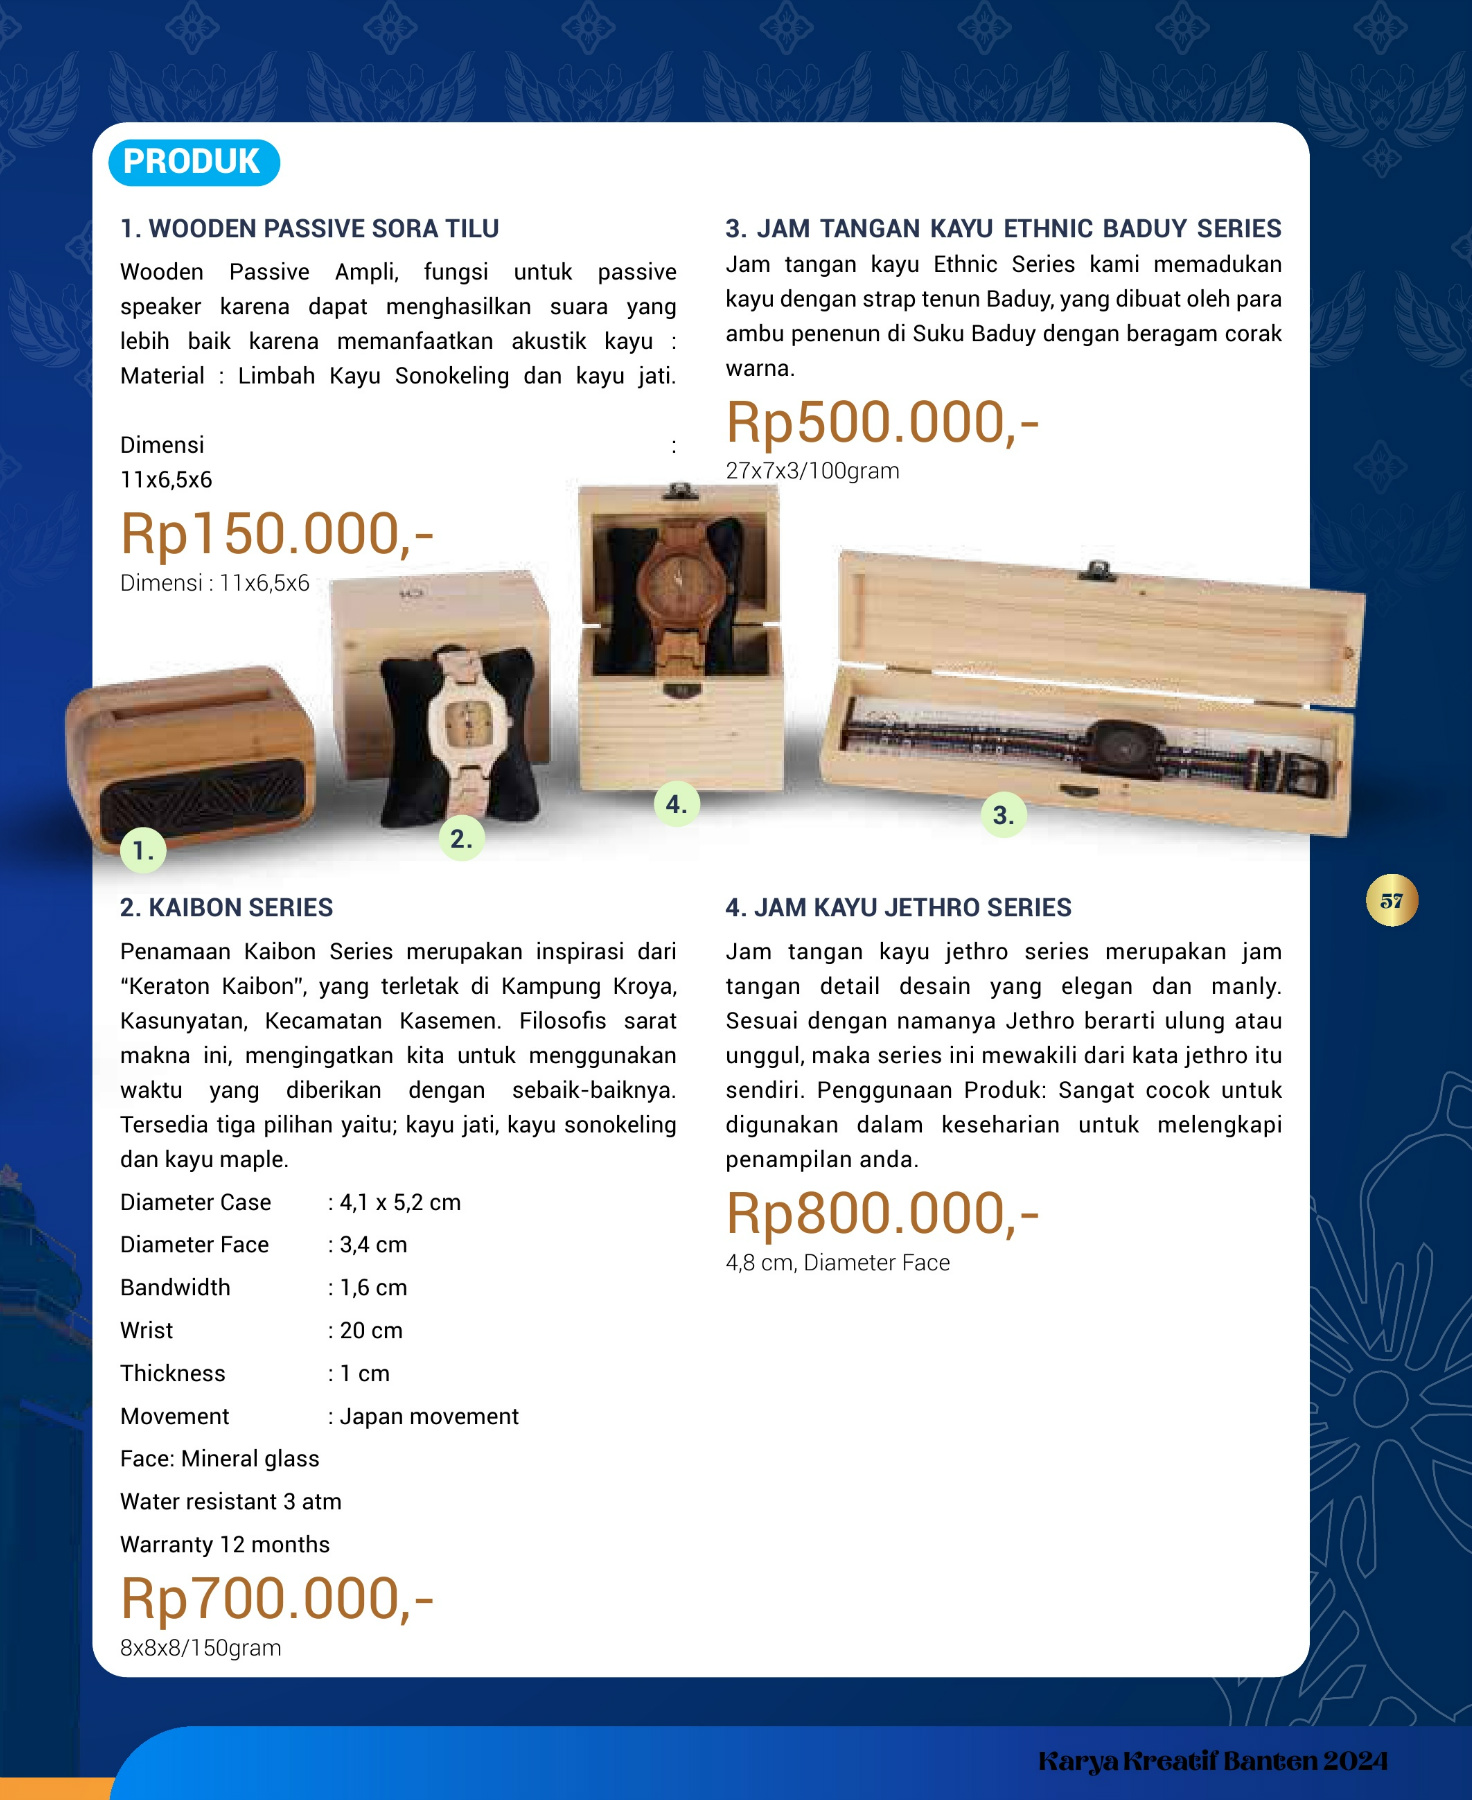 PRODUK
1. WOODEN PASSIVE SORA TILU
Wooden Passive Ampli, fungsi untuk passive
speaker karena dapat menghasilkan suara yang
lebih baik karena memanfaatkan akustik kayu :
Material : Limbah Kayu Sonokeling dan kayu jati.
Dimensi :
11x6,5x6
Rp150.000,-
Dimensi : 11x6,5x6
3. JAM TANGAN KAYU ETHNIC BADUY SERIES
Jam tangan kayu Ethnic Series kami memadukan
kayu dengan strap tenun Baduy, yang dibuat oleh para
ambu penenun di Suku Baduy dengan beragam corak
warna.
Rp500.000,-
27x7x3/100gram
1.
2.
4.
3.
2. KAIBON SERIES
Penamaan Kaibon Series merupakan inspirasi dari
“Keraton Kaibon”, yang terletak di Kampung Kroya,
Kasunyatan, Kecamatan Kasemen. Filosofis sarat
makna ini, mengingatkan kita untuk menggunakan
waktu yang diberikan dengan sebaik-baiknya.
Tersedia tiga pilihan yaitu; kayu jati, kayu sonokeling
dan kayu maple.
Diameter Case : 4,1 x 5,2 cm
Diameter Face : 3,4 cm
Bandwidth : 1,6 cm
Wrist : 20 cm
Thickness : 1 cm
Movement : Japan movement
Face: Mineral glass
Water resistant 3 atm
Warranty 12 months
Rp700.000,-
8x8x8/150gram
4. JAM KAYU JETHRO SERIES
Jam tangan kayu jethro series merupakan jam
tangan detail desain yang elegan dan manly.
Sesuai dengan namanya Jethro berarti ulung atau
unggul, maka series ini mewakili dari kata jethro itu
sendiri. Penggunaan Produk: Sangat cocok untuk
digunakan dalam keseharian untuk melengkapi
penampilan anda.
Rp800.000,-
4,8 cm, Diameter Face
57
Karya Kreatif Banten 2024